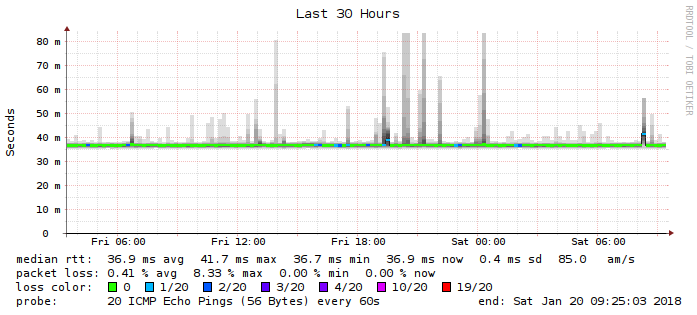 Last 30 Hours
RRDTOOL / TOBI OETIKER
Seconds
80 m
70 m
60 m
50 m
40 m
30 m
20 m
10 m
0
Fri 06:00 Fri 12:00 Fri 18:00 Sat 00:00 Sat 06:00
median rtt: 36.9 ms avg 41.7 ms max 36.7 ms min 36.9 ms now 0.4 ms sd 85.0 am/s
packet loss: 0.41 % avg 8.33 % max 0.00 % min 0.00 % now
loss color: 0 1/20 2/20 3/20 4/20 10/20 19/20
probe: 20 ICMP Echo Pings (56 Bytes) every 60s end: Sat Jan 20 09:25:03 2018